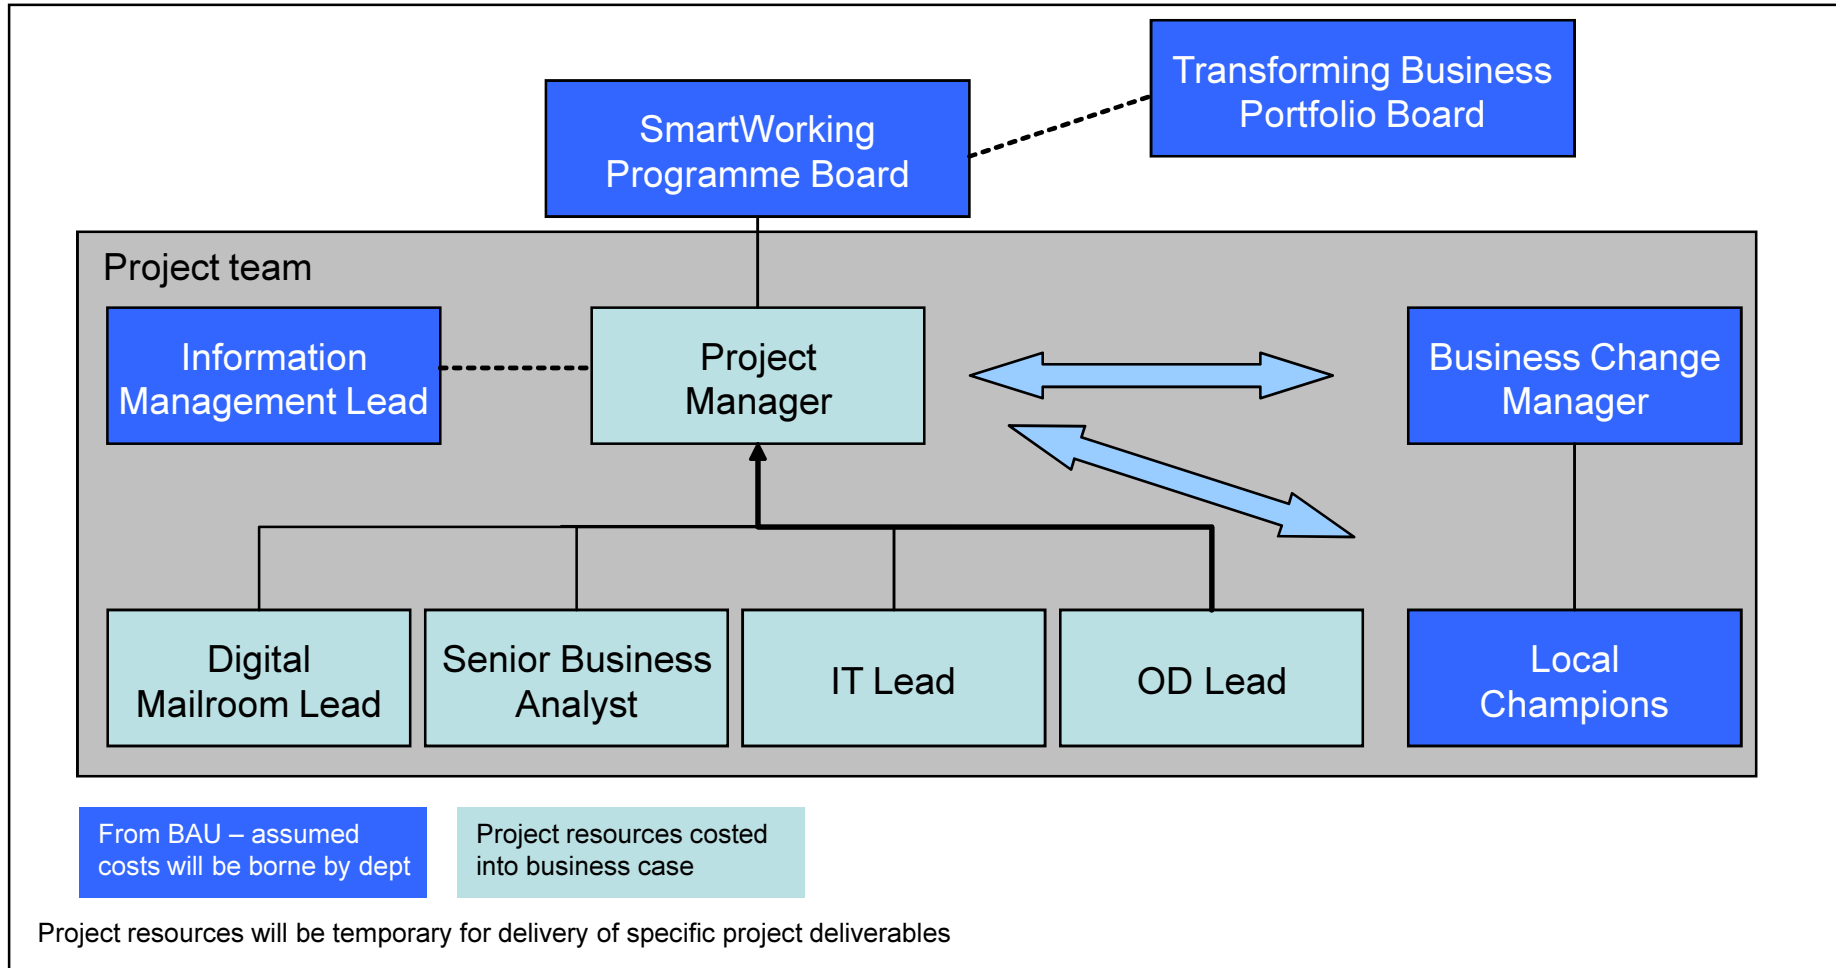 Transforming Business
Portfolio Board
SmartWorking
Programme Board
Project team
Information
Management Lead
Project
Manager
Business Change
Manager
Digital
Mailroom Lead
Senior Business
Analyst
IT Lead
OD Lead
Local
Champions
From BAU – assumed
costs will be borne by dept
Project resources costed
into business case
Project resources will be temporary for delivery of specific project deliverables